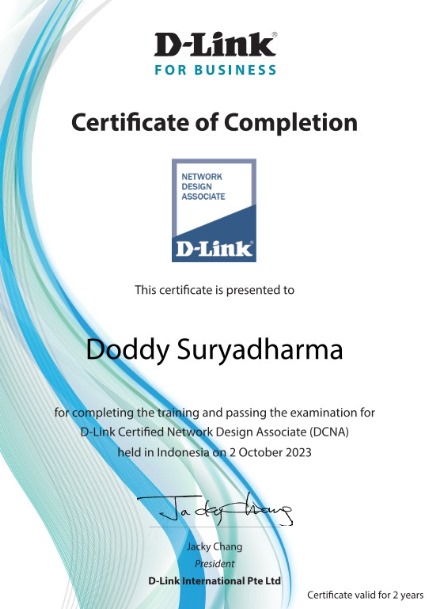 D-Link®
FOR BUSINESS
Certificate of Completion
NETWORK
DESIGN
ASSOCIATE
D-Link®
This certificate is presented to
Doddy Suryadharma
for completing the training and passing the examination for
D-Link Certified Network Design Associate (DCNA)
held in Indonesia on 2 October 2023
Jacky Chang
Jacky Chang
President
D-Link International Pte Ltd
Certificate valid for 2 years